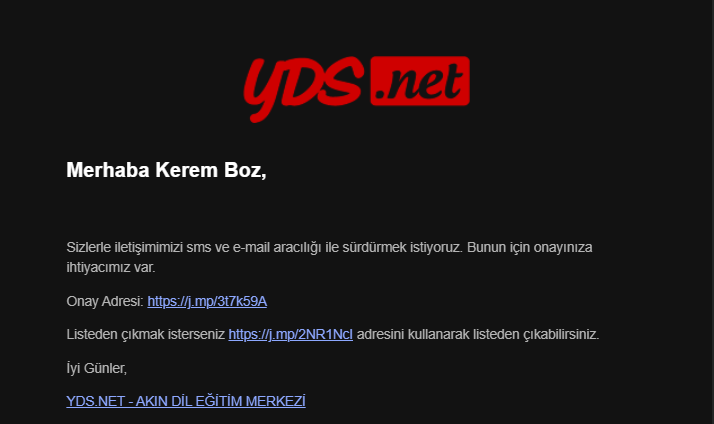 YDS.net
Merhaba Kerem Boz,
Sizlerle iletişimimizi sms ve e-mail aracılığı ile sürdürmek istiyoruz. Bunun için onayınıza
ihtiyacımız var.
Onay Adresi: https://j.mp/3t7k59A
Listeden çıkmak isterseniz https://j.mp/2NR1NcI adresini kullanarak listeden çıkabilirsiniz.
İyi Günler,
YDS.NET - AKIN DİL EĞİTİM MERKEZİ